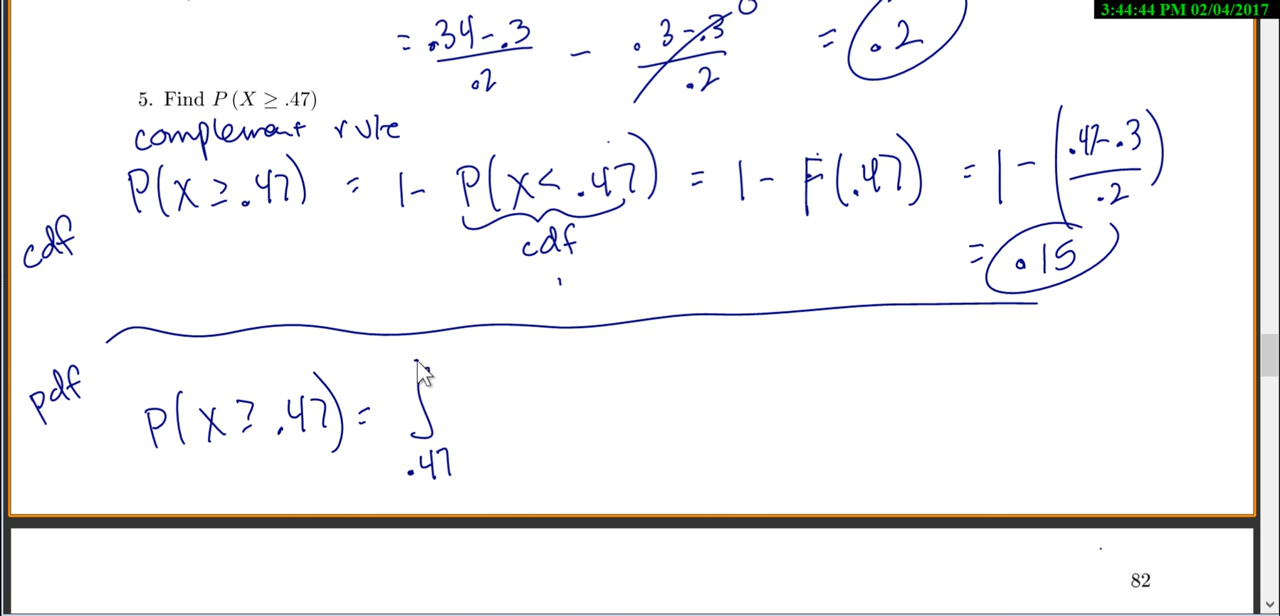 3:44:44 PM 02/04/2017
= .34-.3 / .2 - .3-.3 / .2 0 = .2
5. Find P(X ≥ .47)
complement rule
P(X ≥ .47) = 1 - P(X < .47) = 1 - F(.47) = 1 - (.47-.3 / .2)
cdf
cdf
= .15
pdf
P(X ≥ .47) = ∫
.47
82